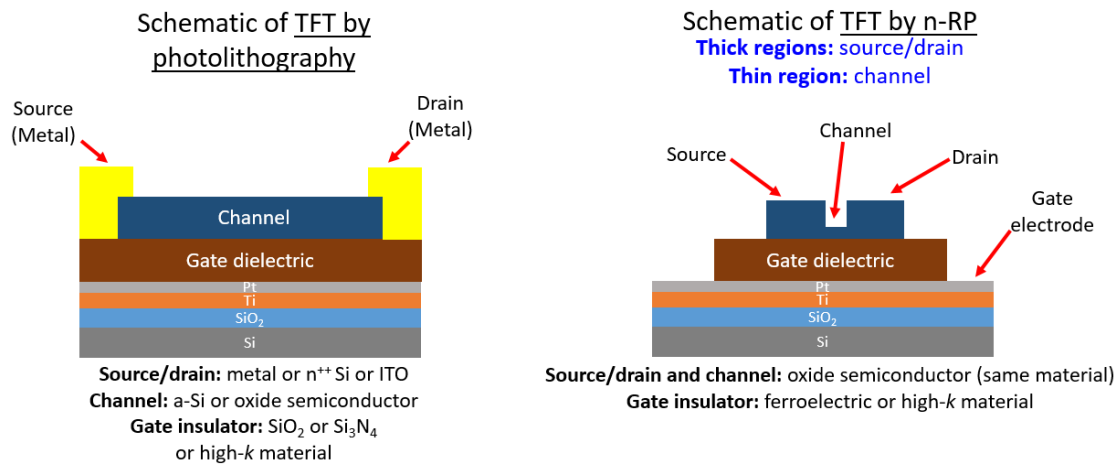 Schematic of TFT by
photolithography
Source
(Metal)
Drain
(Metal)
Channel
Gate dielectric
Pt
Ti
SiO₂
Si
Source/drain: metal or n⁺⁺ Si or ITO
Channel: a-Si or oxide semiconductor
Gate insulator: SiO₂ or Si₃N₄
or high-k material
Schematic of TFT by n-RP
Thick regions: source/drain
Thin region: channel
Channel
Source
Drain
Gate
electrode
Gate dielectric
Pt
Ti
SiO₂
Si
Source/drain and channel: oxide semiconductor (same material)
Gate insulator: ferroelectric or high-k material